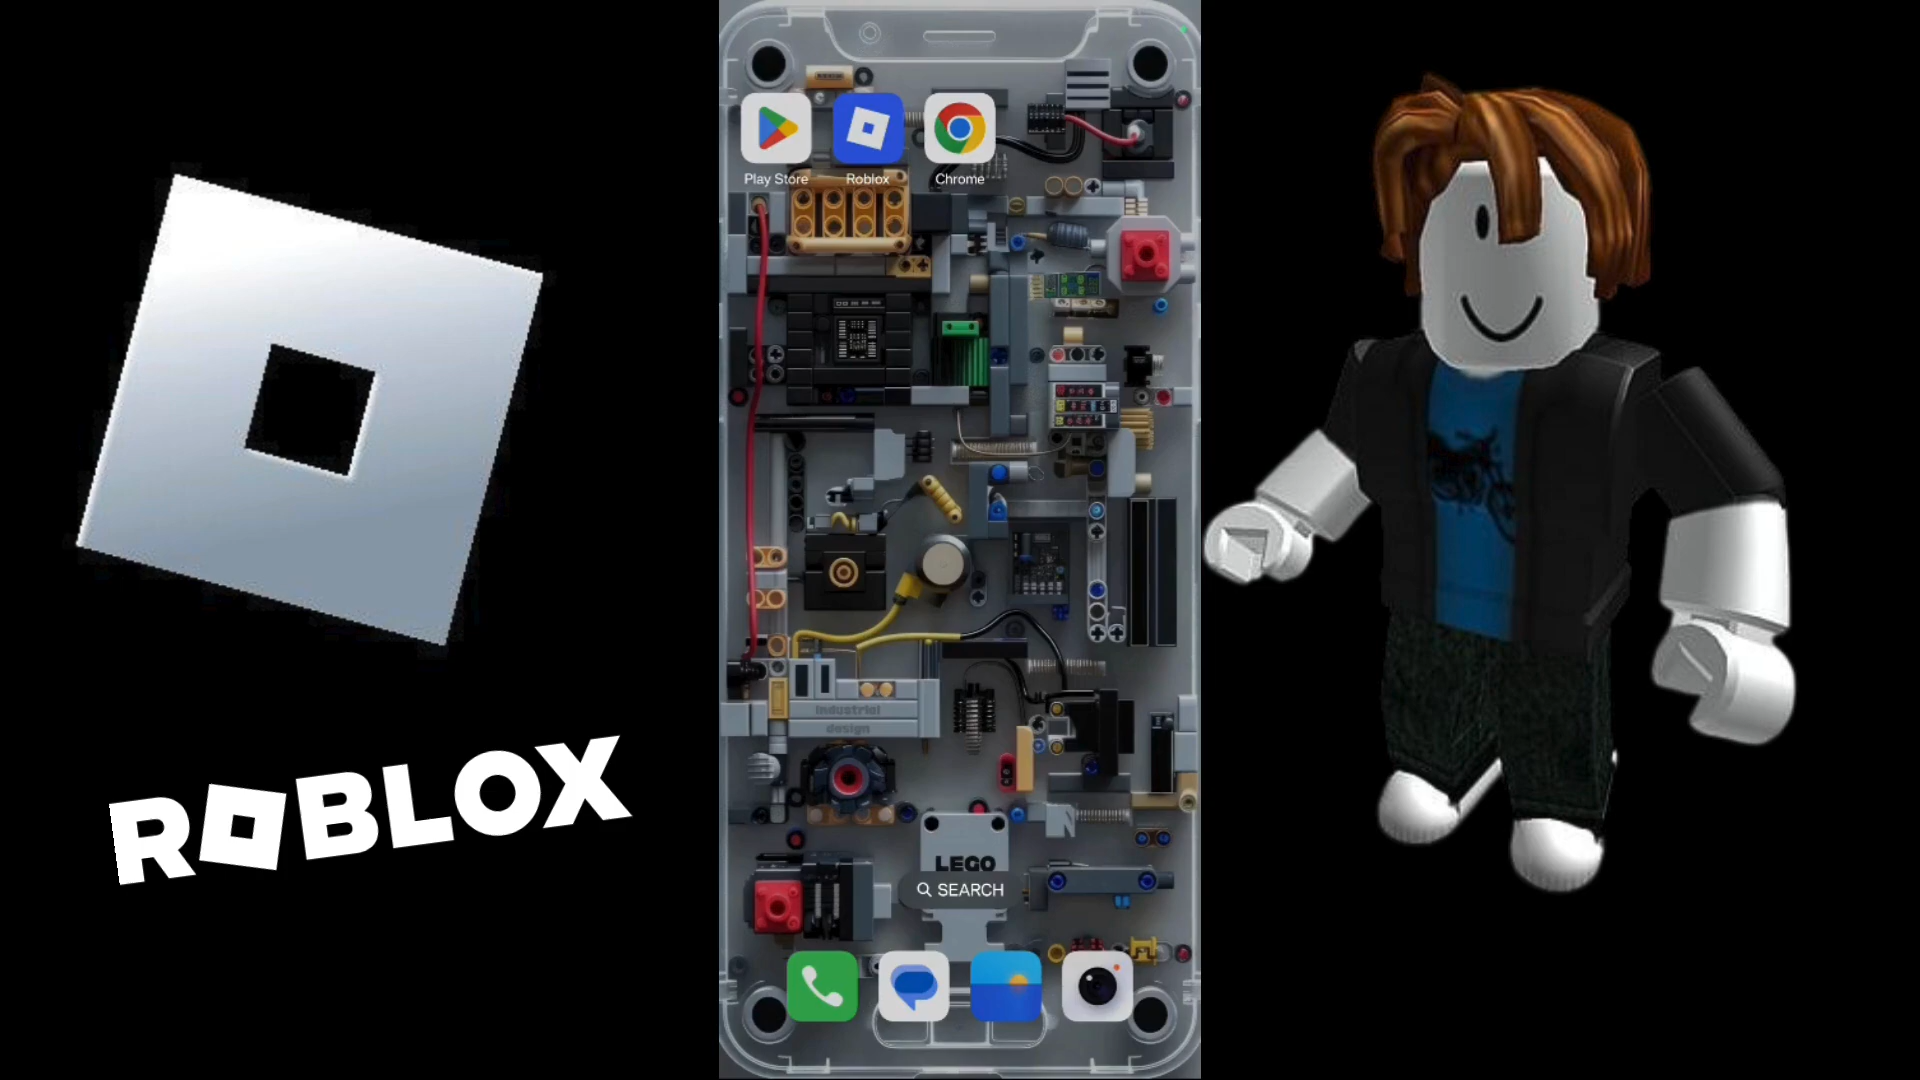 Play Store
Roblox
Chrome
industrial
design
LEGO
SEARCH
ROBLOX